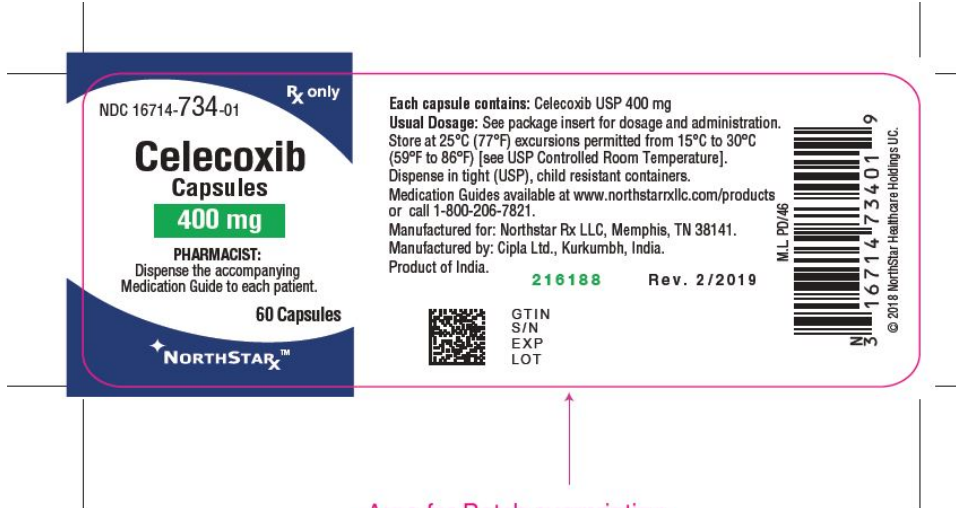 NDC 16714-734-01
Rx only
Celecoxib
Capsules
400 mg
PHARMACIST:
Dispense the accompanying
Medication Guide to each patient.
60 Capsules
NORTHSTARx™
Each capsule contains: Celecoxib USP 400 mg
Usual Dosage: See package insert for dosage and administration.
Store at 25°C (77°F) excursions permitted from 15°C to 30°C
(59°F to 86°F) [see USP Controlled Room Temperature].
Dispense in tight (USP), child resistant containers.
Medication Guides available at www.northstarrxllc.com/products
or call 1-800-206-7821.
Manufactured for: Northstar Rx LLC, Memphis, TN 38141.
Manufactured by: Cipla Ltd., Kurkumbh, India.
Product of India.
216188 Rev. 2/2019
GTIN
S/N
EXP
LOT
M.L PD/46
N
3 16714 73401 9
© 2018 NorthStar Healthcare Holdings UC.